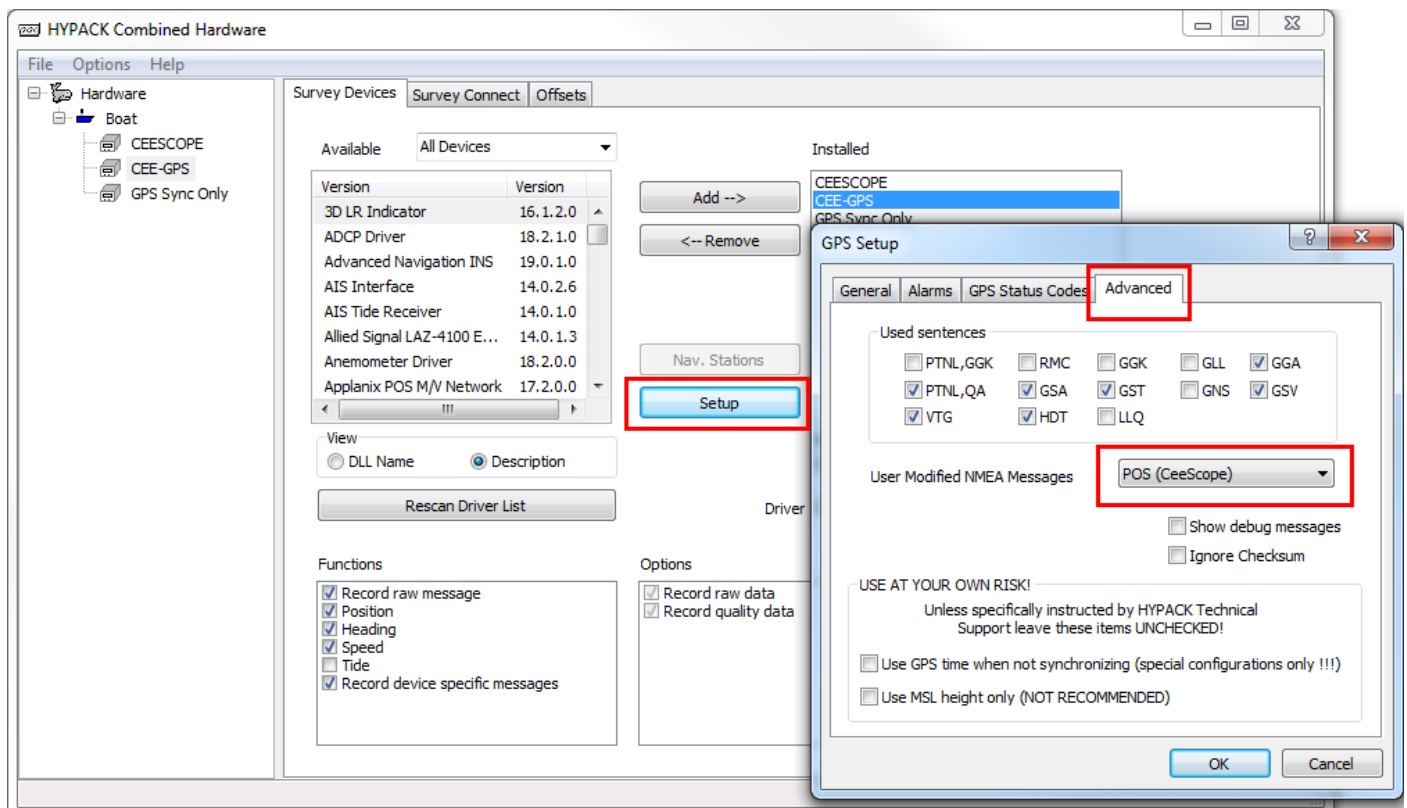 HYPACK Combined Hardware
File Options Help
Hardware
Boat
CEESCOPE
CEE-GPS
GPS Sync Only
Survey Devices Survey Connect Offsets
Available All Devices
Version Version
3D LR Indicator 16.1.2.0
ADCP Driver 18.2.1.0
Advanced Navigation INS 19.0.1.0
AIS Interface 14.0.2.6
AIS Tide Receiver 14.0.1.0
Allied Signal LAZ-4100 E... 14.0.1.3
Anemometer Driver 18.2.0.0
Applanix POS M/V Network 17.2.0.0
View
DLL Name Description
Rescan Driver List
Functions
Record raw message
Position
Heading
Speed
Tide
Record device specific messages
Add -->
<-- Remove
Nav. Stations
Setup
Driver
Options
Record raw data
Record quality data
Installed
CEESCOPE
CEE-GPS
GPS Sync Only
GPS Setup
General Alarms GPS Status Codes Advanced
Used sentences
PTNL,GGK RMC GGK GLL GGA
PTNL,QA GSA GST GNS GSV
VTG HDT LLQ
User Modified NMEA Messages POS (CeeScope)
Show debug messages
Ignore Checksum
USE AT YOUR OWN RISK!
Unless specifically instructed by HYPACK Technical
Support leave these items UNCHECKED!
Use GPS time when not synchronizing (special configurations only !!!)
Use MSL height only (NOT RECOMMENDED)
OK Cancel